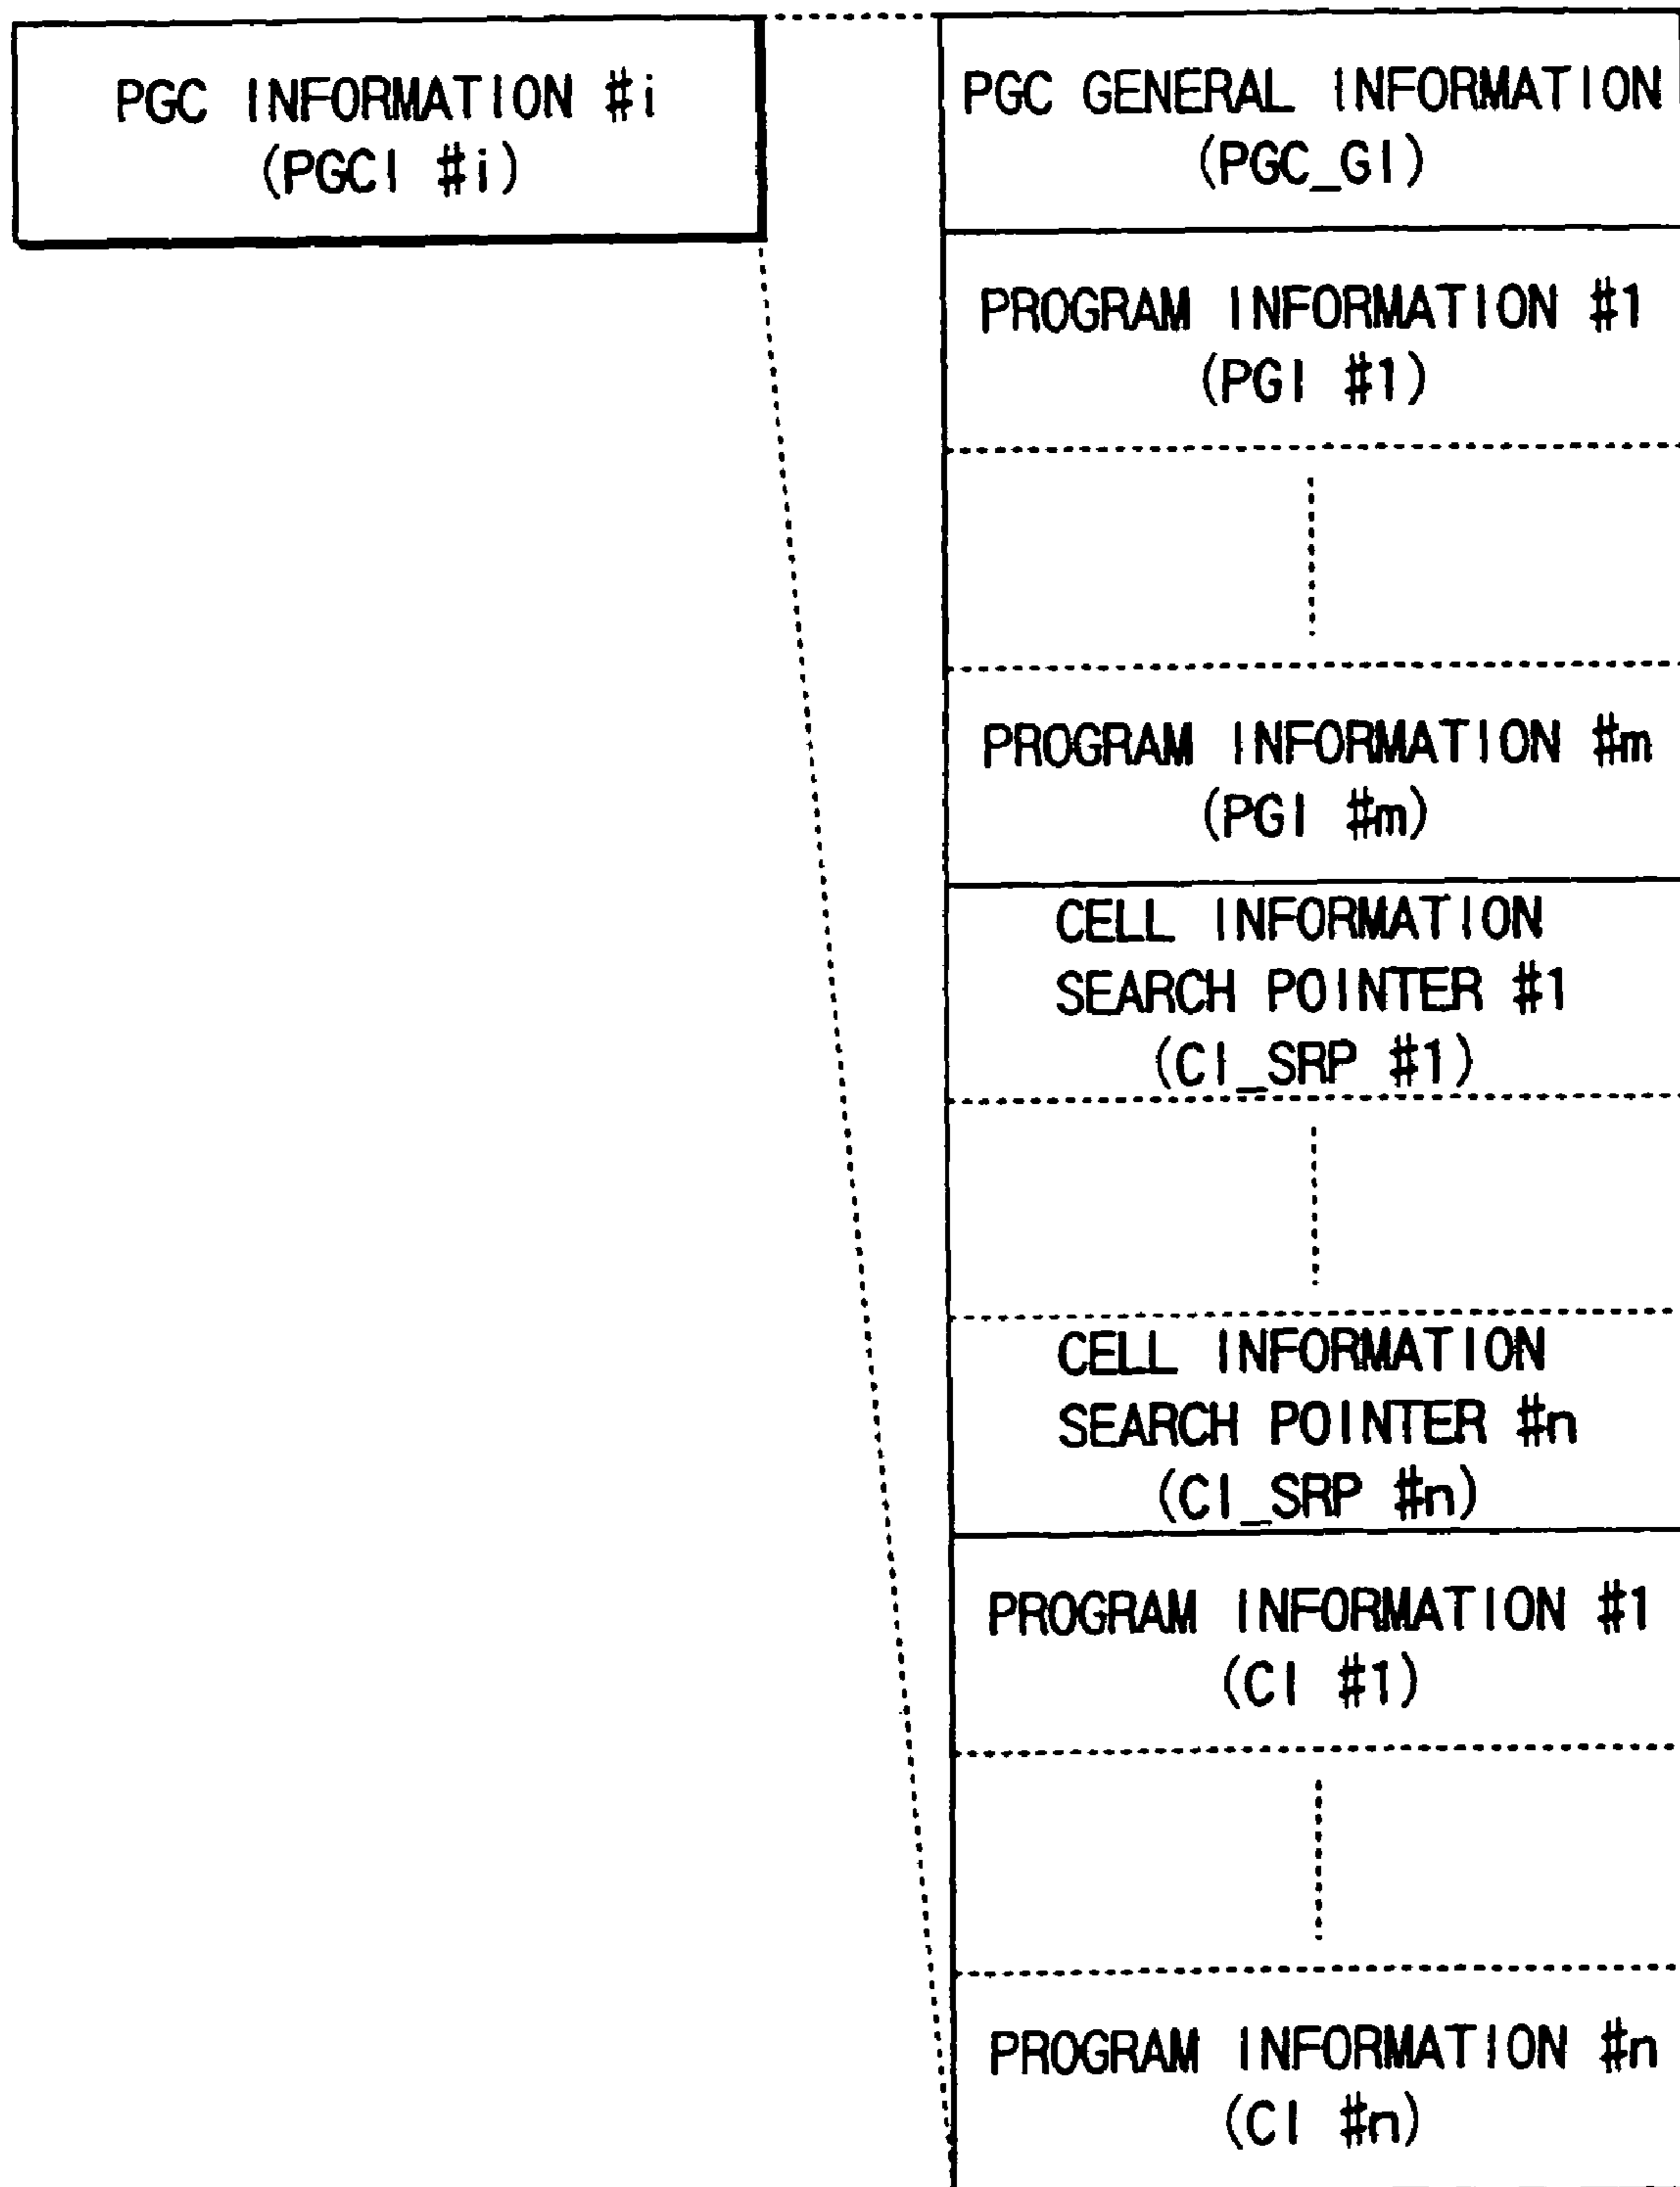 PGC INFORMATION #i
(PGCI #i)
PGC GENERAL INFORMATION
(PGC_GI)
PROGRAM INFORMATION #1
(PGI #1)
PROGRAM INFORMATION #m
(PGI #m)
CELL INFORMATION
SEARCH POINTER #1
(CI_SRP #1)
CELL INFORMATION
SEARCH POINTER #n
(CI_SRP #n)
PROGRAM INFORMATION #1
(CI #1)
PROGRAM INFORMATION #n
(CI #n)